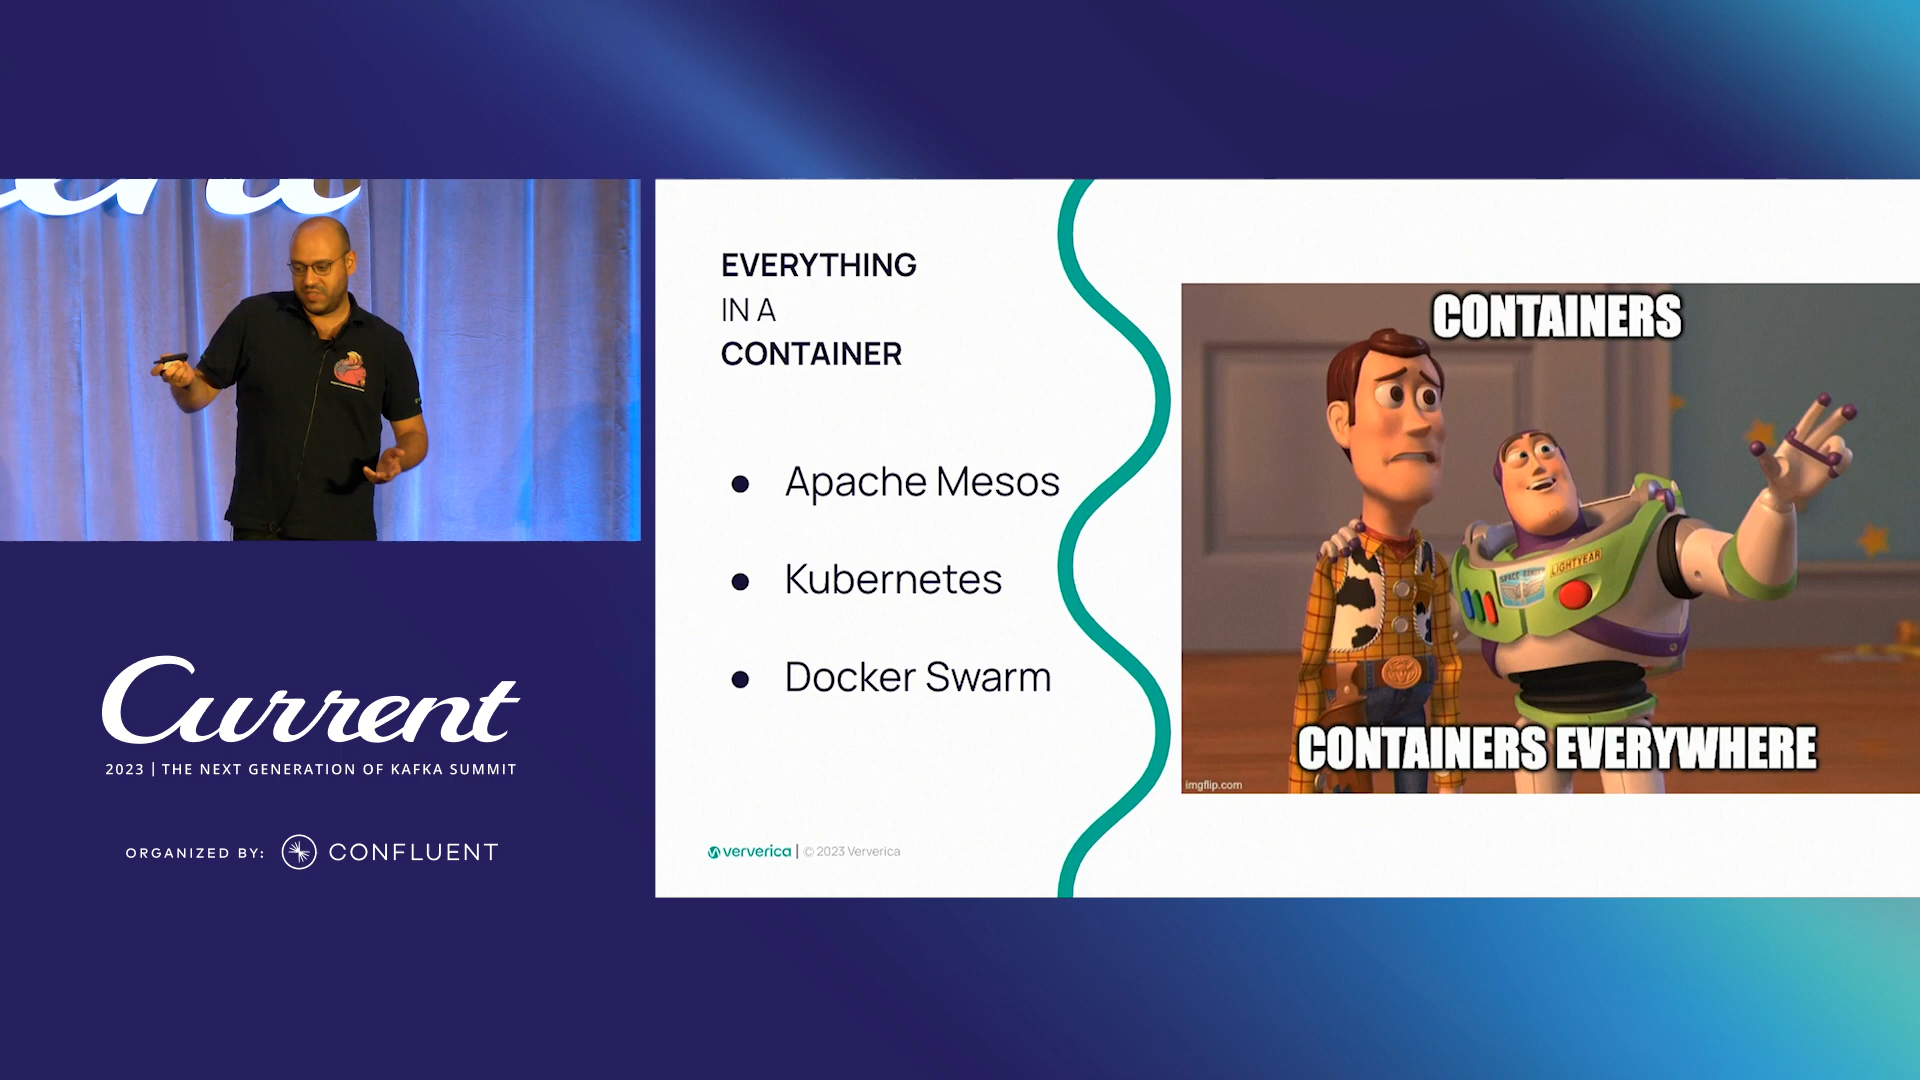 EVERYTHING
IN A
CONTAINER
Apache Mesos
Kubernetes
Docker Swarm
ververica | © 2023 Ververica
CONTAINERS
LIGHTYEAR
CONTAINERS EVERYWHERE
imgflip.com
Current
2023 | THE NEXT GENERATION OF KAFKA SUMMIT
ORGANIZED BY: CONFLUENT